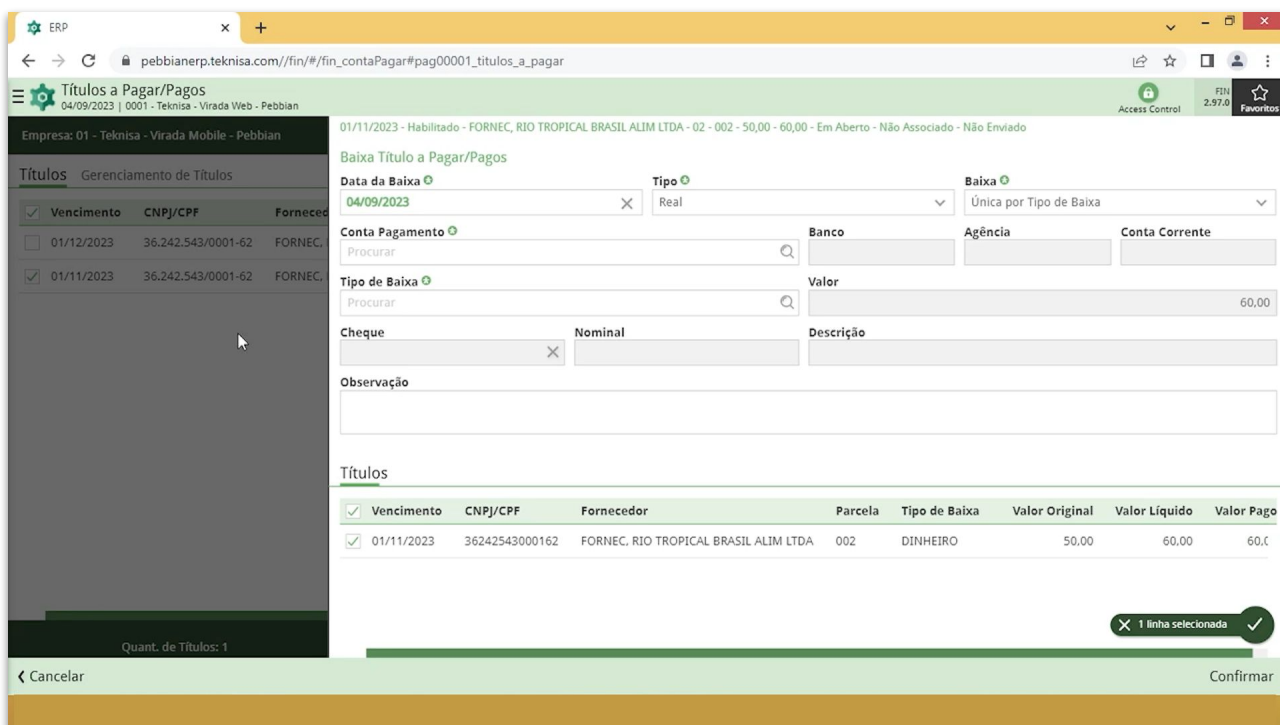 ERP
pebbianerp.teknisa.com//fin/#/fin_contaPagar#pag00001_titulos_a_pagar
Títulos a Pagar/Pagos
04/09/2023 | 0001 - Teknisa - Virada Web - Pebbian
Access Control
FIN
2.97.0
Favoritos
Empresa: 01 - Teknisa - Virada Mobile - Pebbian
Títulos Gerenciamento de Títulos
Vencimento CNPJ/CPF Forneced
01/12/2023 36.242.543/0001-62 FORNEC,
01/11/2023 36.242.543/0001-62 FORNEC,
Quant. de Títulos: 1
01/11/2023 - Habilitado - FORNEC, RIO TROPICAL BRASIL ALIM LTDA - 02 - 002 - 50,00 - 60,00 - Em Aberto - Não Associado - Não Enviado
Baixa Título a Pagar/Pagos
Data da Baixa Tipo Baixa
04/09/2023 Real Única por Tipo de Baixa
Conta Pagamento Banco Agência Conta Corrente
Procurar
Tipo de Baixa Valor
Procurar 60,00
Cheque Nominal Descrição
Observação
Títulos
Vencimento CNPJ/CPF Fornecedor Parcela Tipo de Baixa Valor Original Valor Líquido Valor Pago
01/11/2023 36242543000162 FORNEC, RIO TROPICAL BRASIL ALIM LTDA 002 DINHEIRO 50,00 60,00 60,0
1 linha selecionada
Cancelar Confirmar